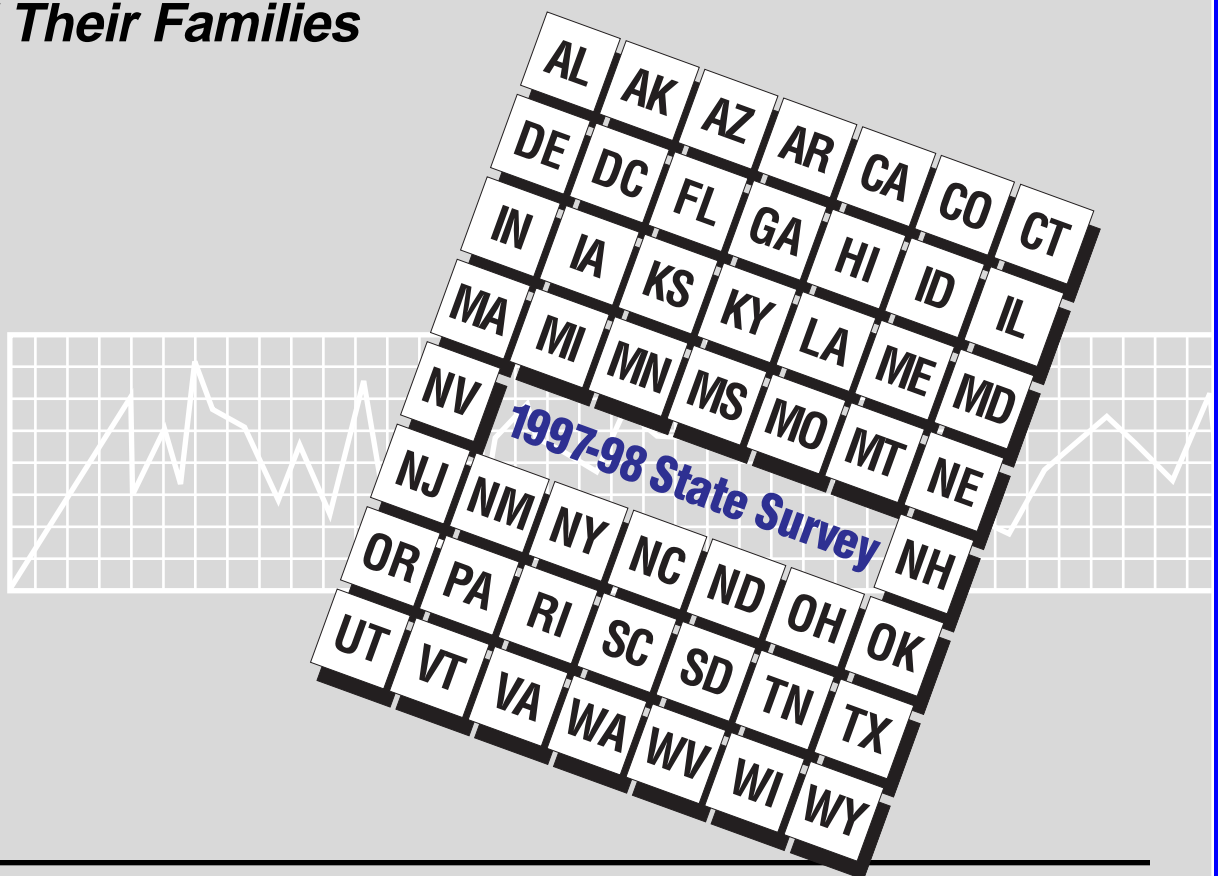 Their Families
AL AK AZ AR CA CO CT
DE DC FL GA HI ID IL
IN IA KS KY LA ME MD
MA MI MN MS MO MT NE
NV 1997-98 State Survey NH
NJ NM NY NC ND OH OK
OR PA RI SC SD TN TX
UT VT VA WA WV WI WY